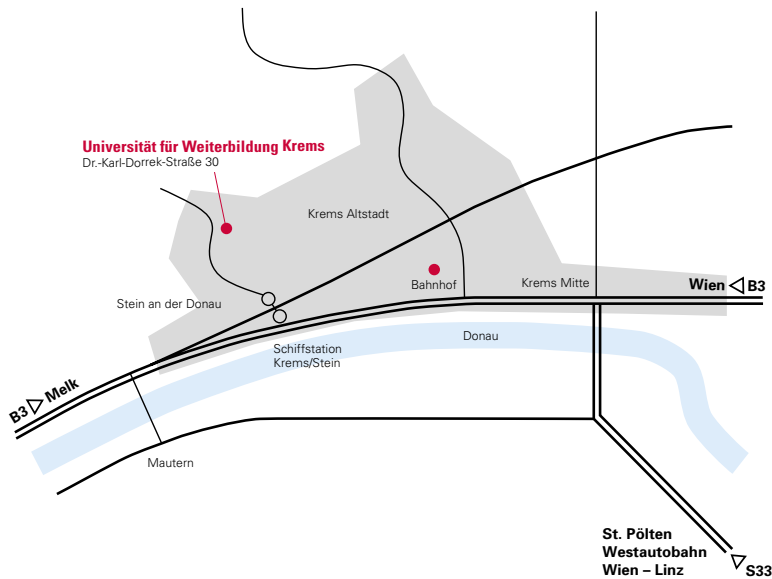 Universität für Weiterbildung Krems
Dr.-Karl-Dorrek-Straße 30
Krems Altstadt
Bahnhof
Krems Mitte
Wien B3
Stein an der Donau
Schiffstation
Krems/Stein
Donau
B3 Melk
Mautern
St. Pölten
Westautobahn
Wien – Linz
S33